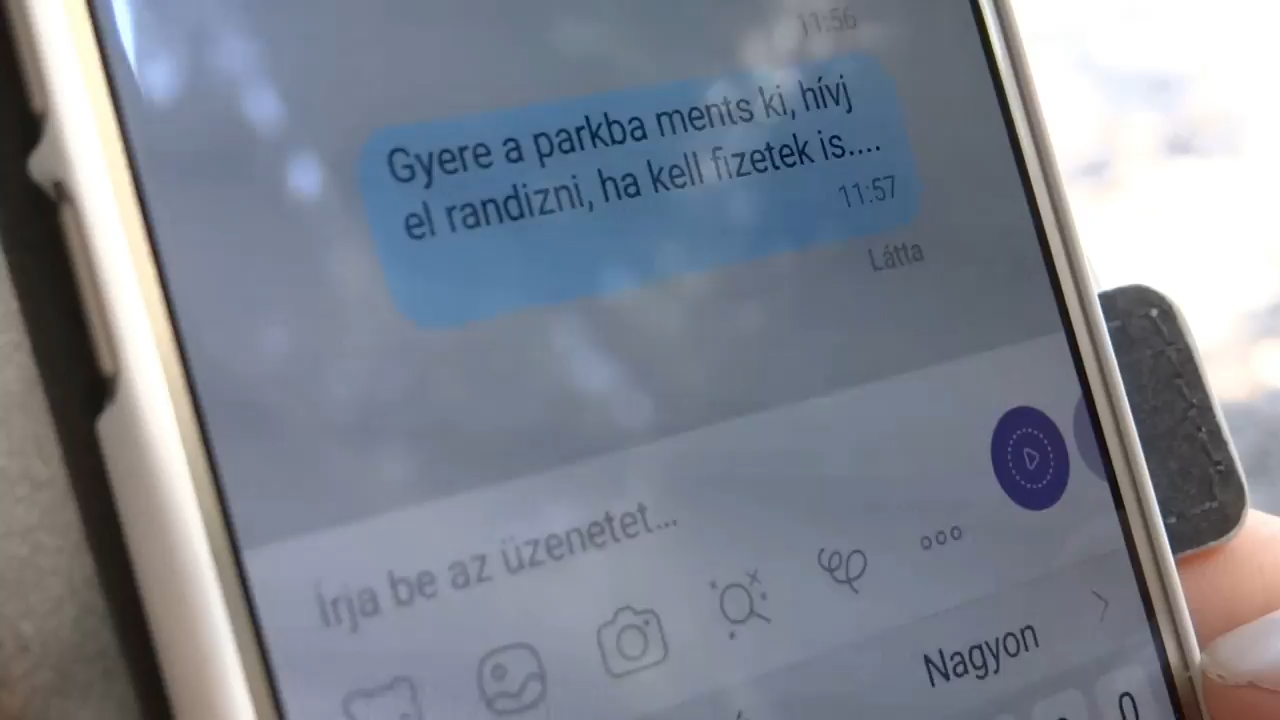 11:56
Gyere a parkba ments ki, hívj
el randizni, ha kell fizetek is....
11:57
Látta
Írja be az üzenetet...
Nagyon